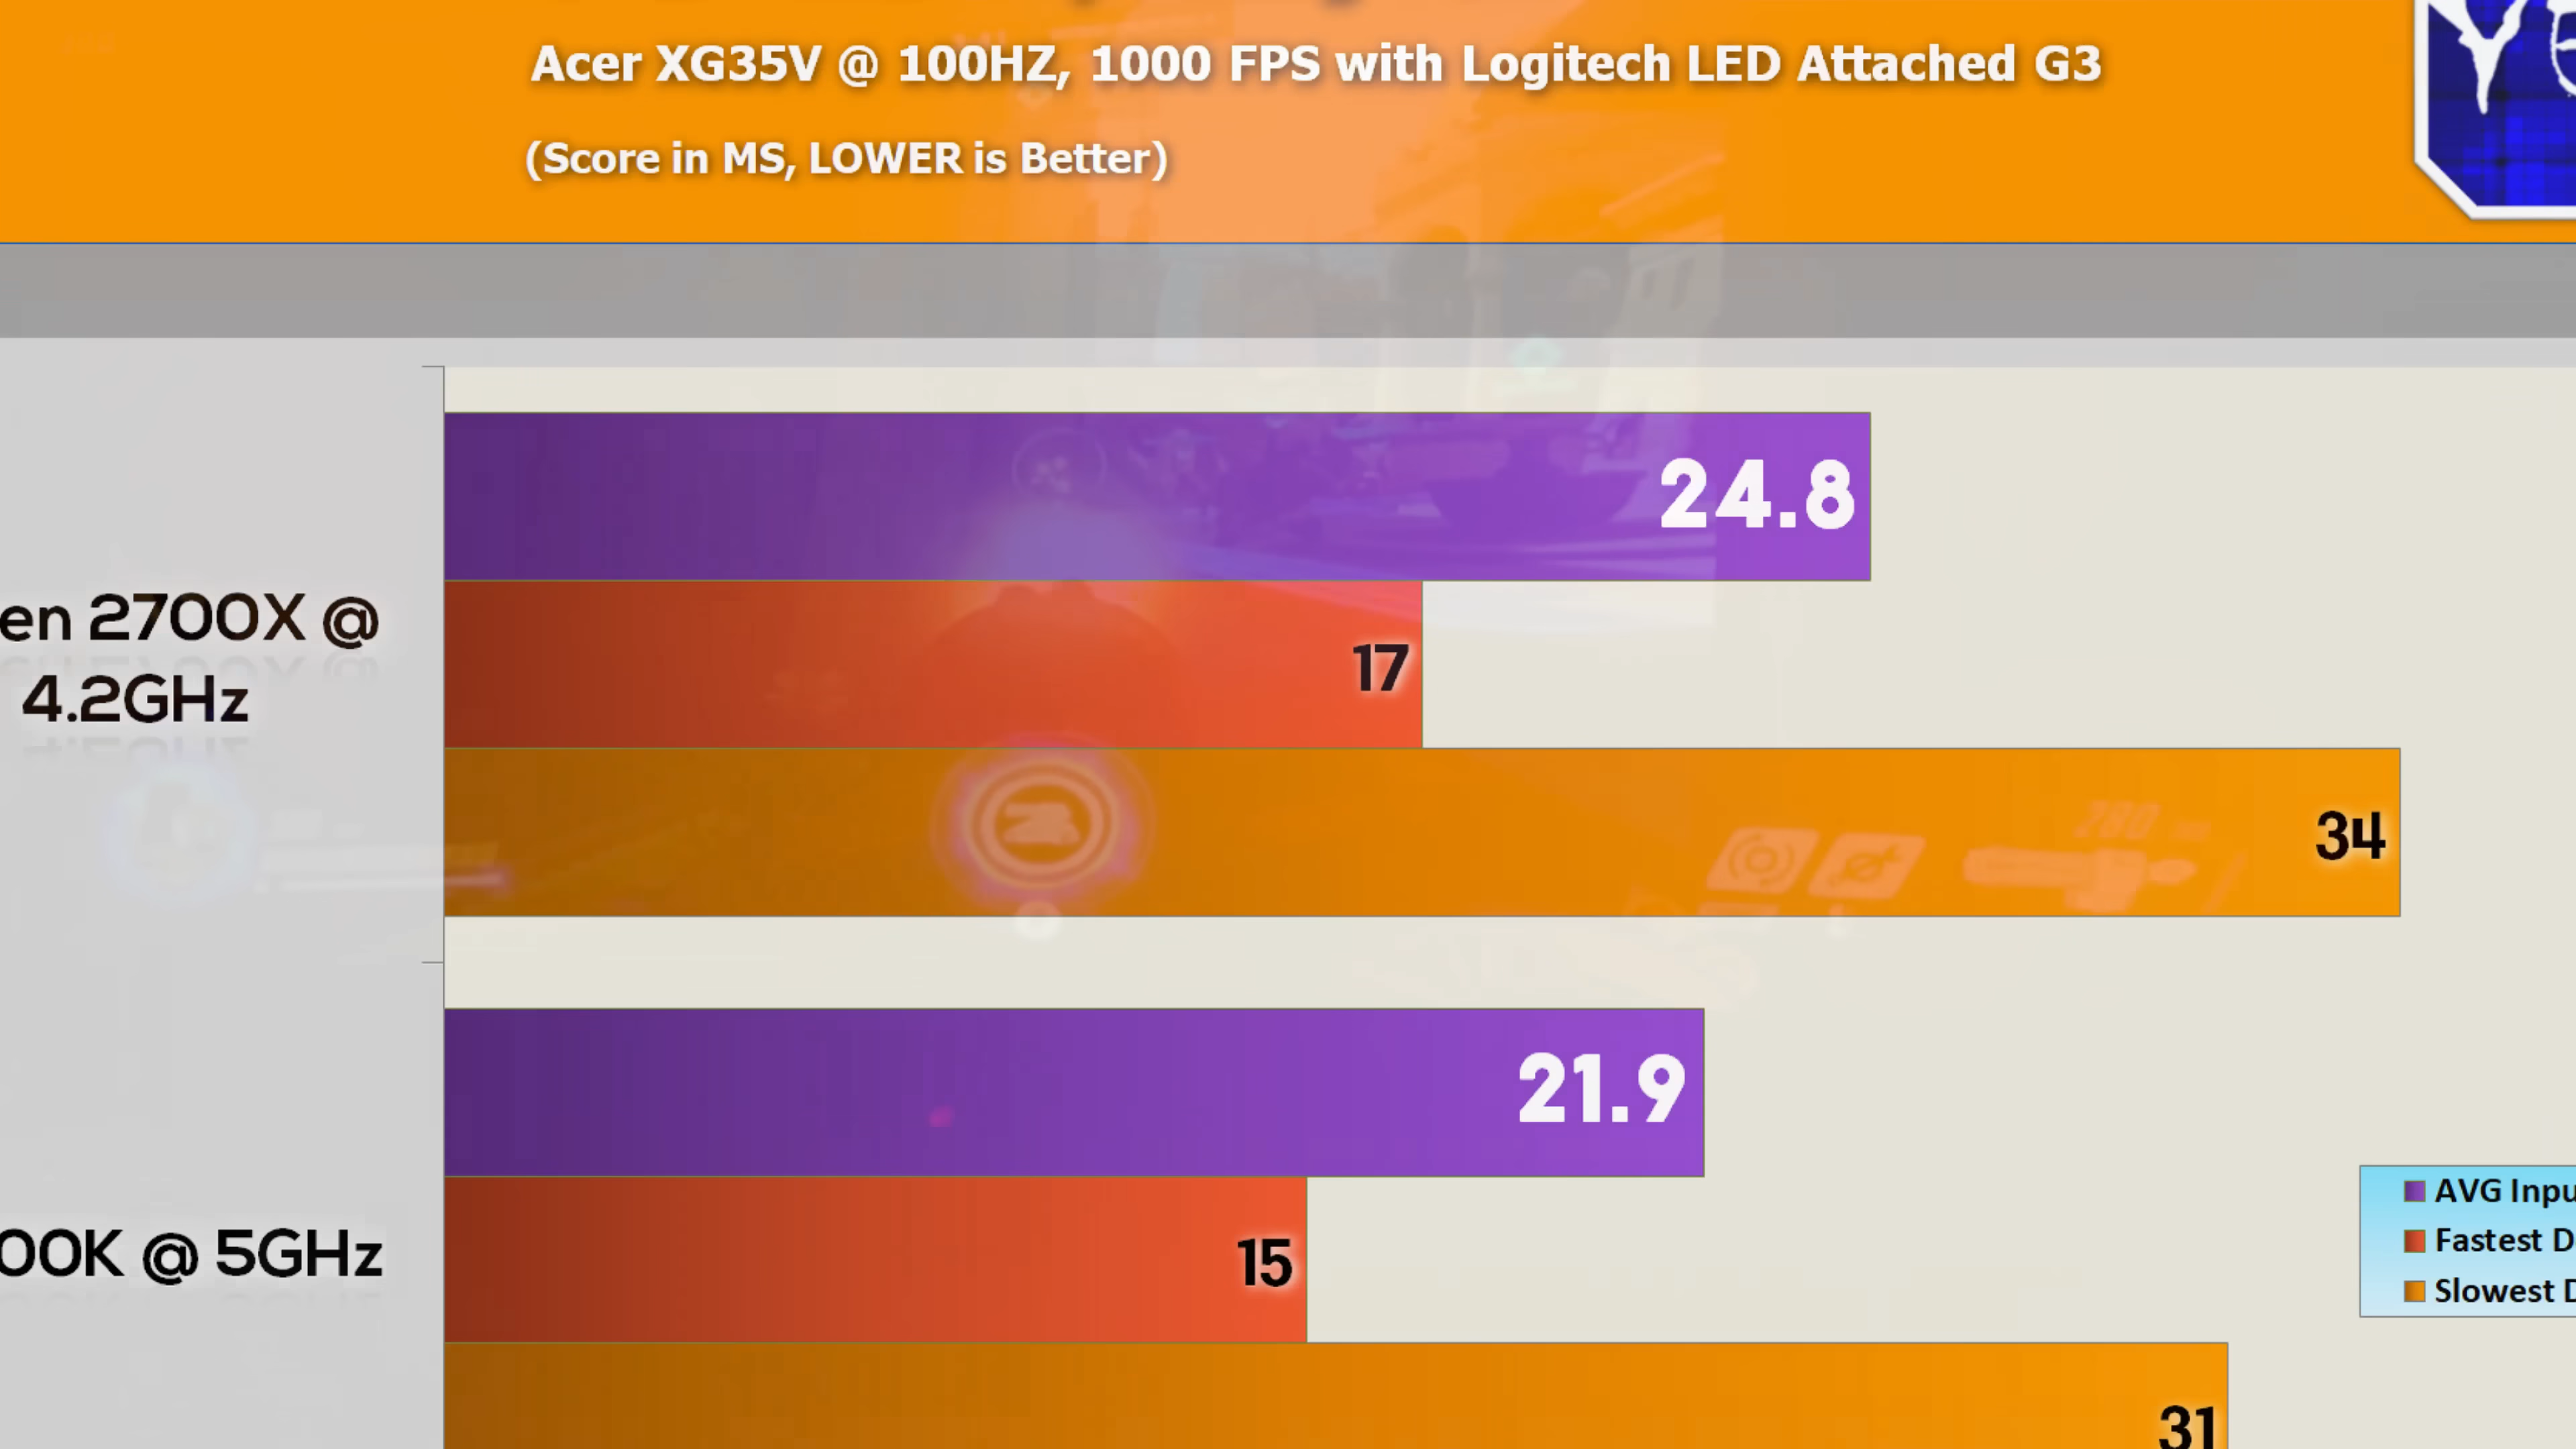 Acer XG35V @ 100HZ, 1000 FPS with Logitech LED Attached G3
(Score in MS, LOWER is Better)
24.8
en 2700X @
4.2GHz
17
34
280
21.9
00K @ 5GHz
15
31
AVG Inpu
Fastest D
Slowest D